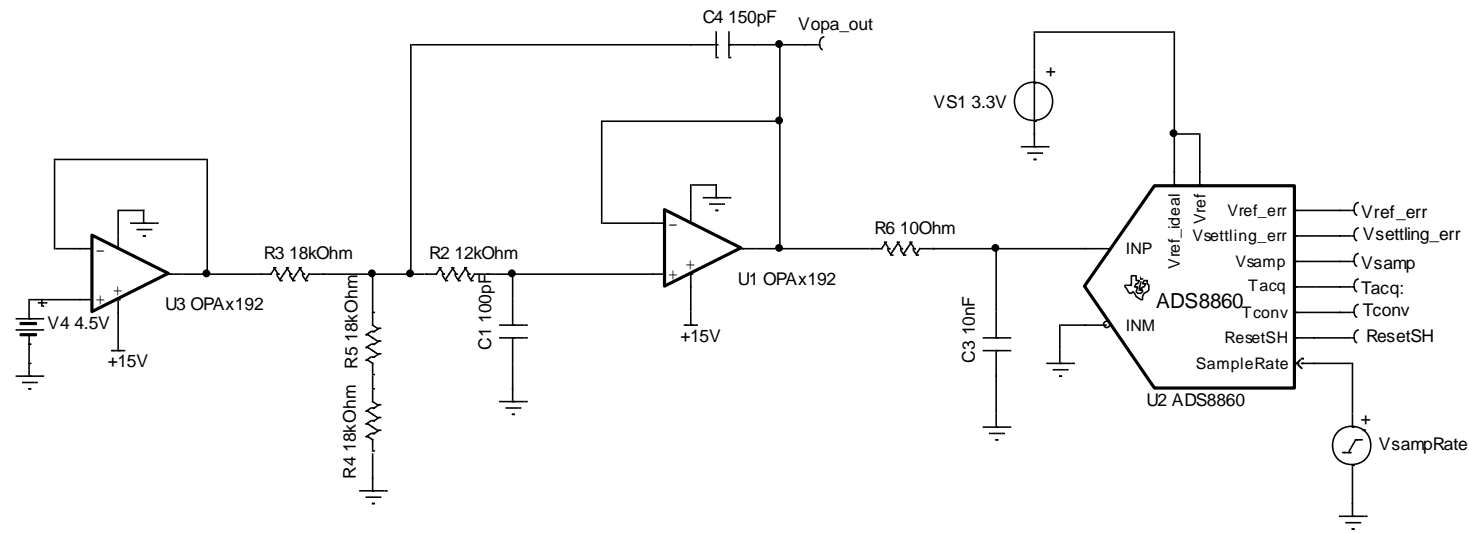 C4 150pF
Vopa_out
+
VS1 3.3V
Vref_ideal
Vref
Vref_err
Vref_err
Vsettling_err
Vsettling_err
Vsamp
Vsamp
Tacq
Tacq:
Tconv
Tconv
ResetSH
ResetSH
SampleRate
INP
ADS8860
INM
U2 ADS8860
+
VsampRate
R6 10Ohm
C3 10nF
-
+
+
U1 OPAx192
+15V
R3 18kOhm
R2 12kOhm
C1 100pF
R5 18kOhm
R4 18kOhm
-
+
+
U3 OPAx192
+
V4 4.5V
+15V